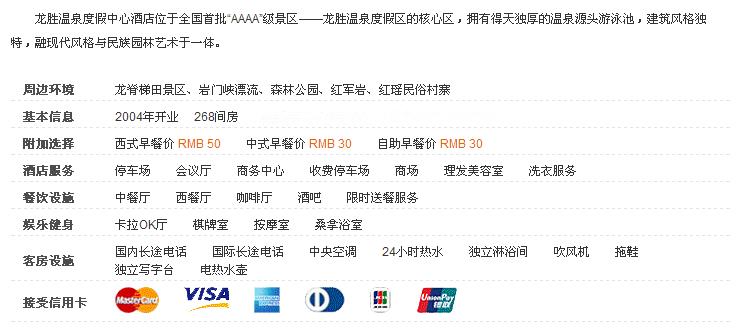 龙胜温泉度假中心酒店位于全国首批“AAAA”级景区——龙胜温泉度假区的核心区，拥有得天独厚的温泉源头游泳池，建筑风格独
特，融现代风格与民族园林艺术于一体。
周边环境 龙脊梯田景区、岩门峡漂流、森林公园、红军岩、红瑶民俗村寨
基本信息 2004年开业 268间房
附加选择 西式早餐价 RMB 50 中式早餐价 RMB 30 自助早餐价 RMB 30
酒店服务 停车场 会议厅 商务中心 收费停车场 商场 理发美容室 洗衣服务
餐饮设施 中餐厅 西餐厅 咖啡厅 酒吧 限时送餐服务
娱乐健身 卡拉OK厅 棋牌室 按摩室 桑拿浴室
客房设施 国内长途电话 国际长途电话 中央空调 24小时热水 独立淋浴间 吹风机 拖鞋
独立写字台 电热水壶
接受信用卡 MasterCard VISA JCB UnionPay 银联